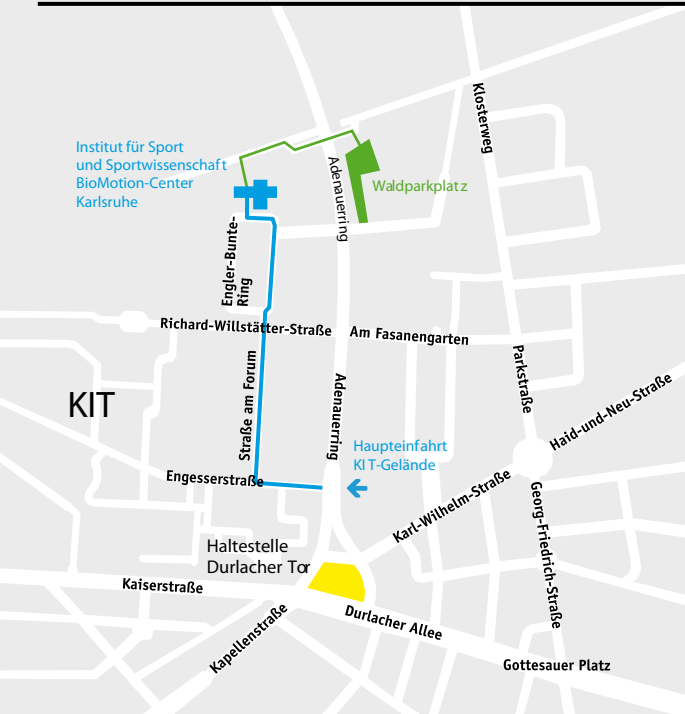 Klosterweg
Institut für Sport
und Sportwissenschaft
BioMotion-Center
Karlsruhe
Adenauerring
Waldparkplatz
Engler-Bunte-
Ring
Richard-Willstätter-Straße
Am Fasanengarten
Parkstraße
Straße am Forum
Adenauerring
KIT
Haid-und-Neu-Straße
Haupteinfahrt
KIT-Gelände
Engesserstraße
Karl-Wilhelm-Straße
Georg-Friedrich-Straße
Haltestelle
Durlacher Tor
Kaiserstraße
Kapellenstraße
Durlacher Allee
Gottesauer Platz